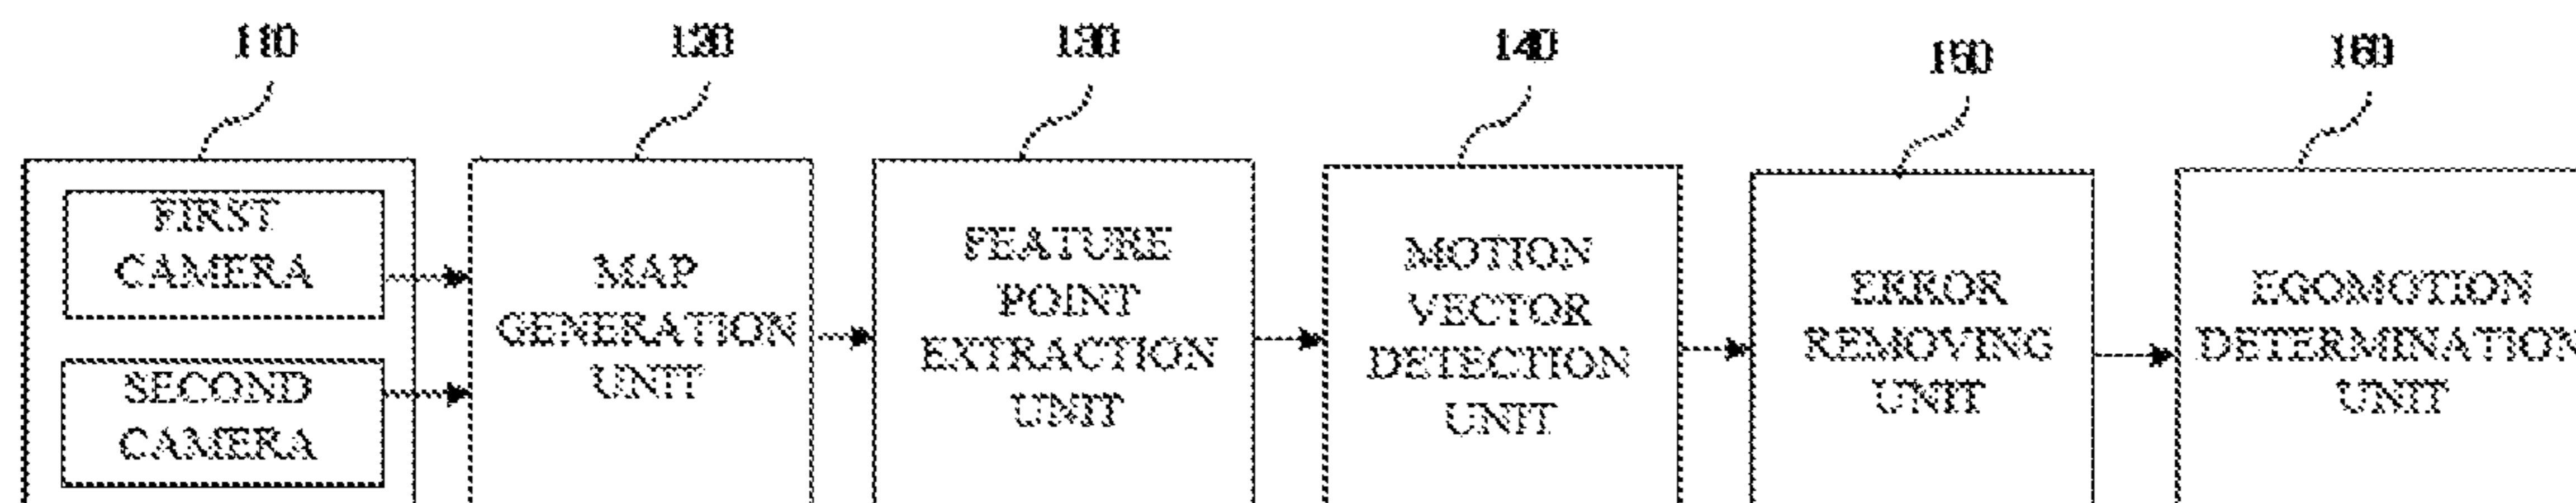 110 120 130 140 150 160
FIRST
CAMERA
SECOND
CAMERA
MAP
GENERATION
UNIT
FEATURE
POINT
EXTRACTION
UNIT
MOTION
VECTOR
DETECTION
UNIT
ERROR
REMOVING
UNIT
EGOMOTION
DETERMINATION
UNIT